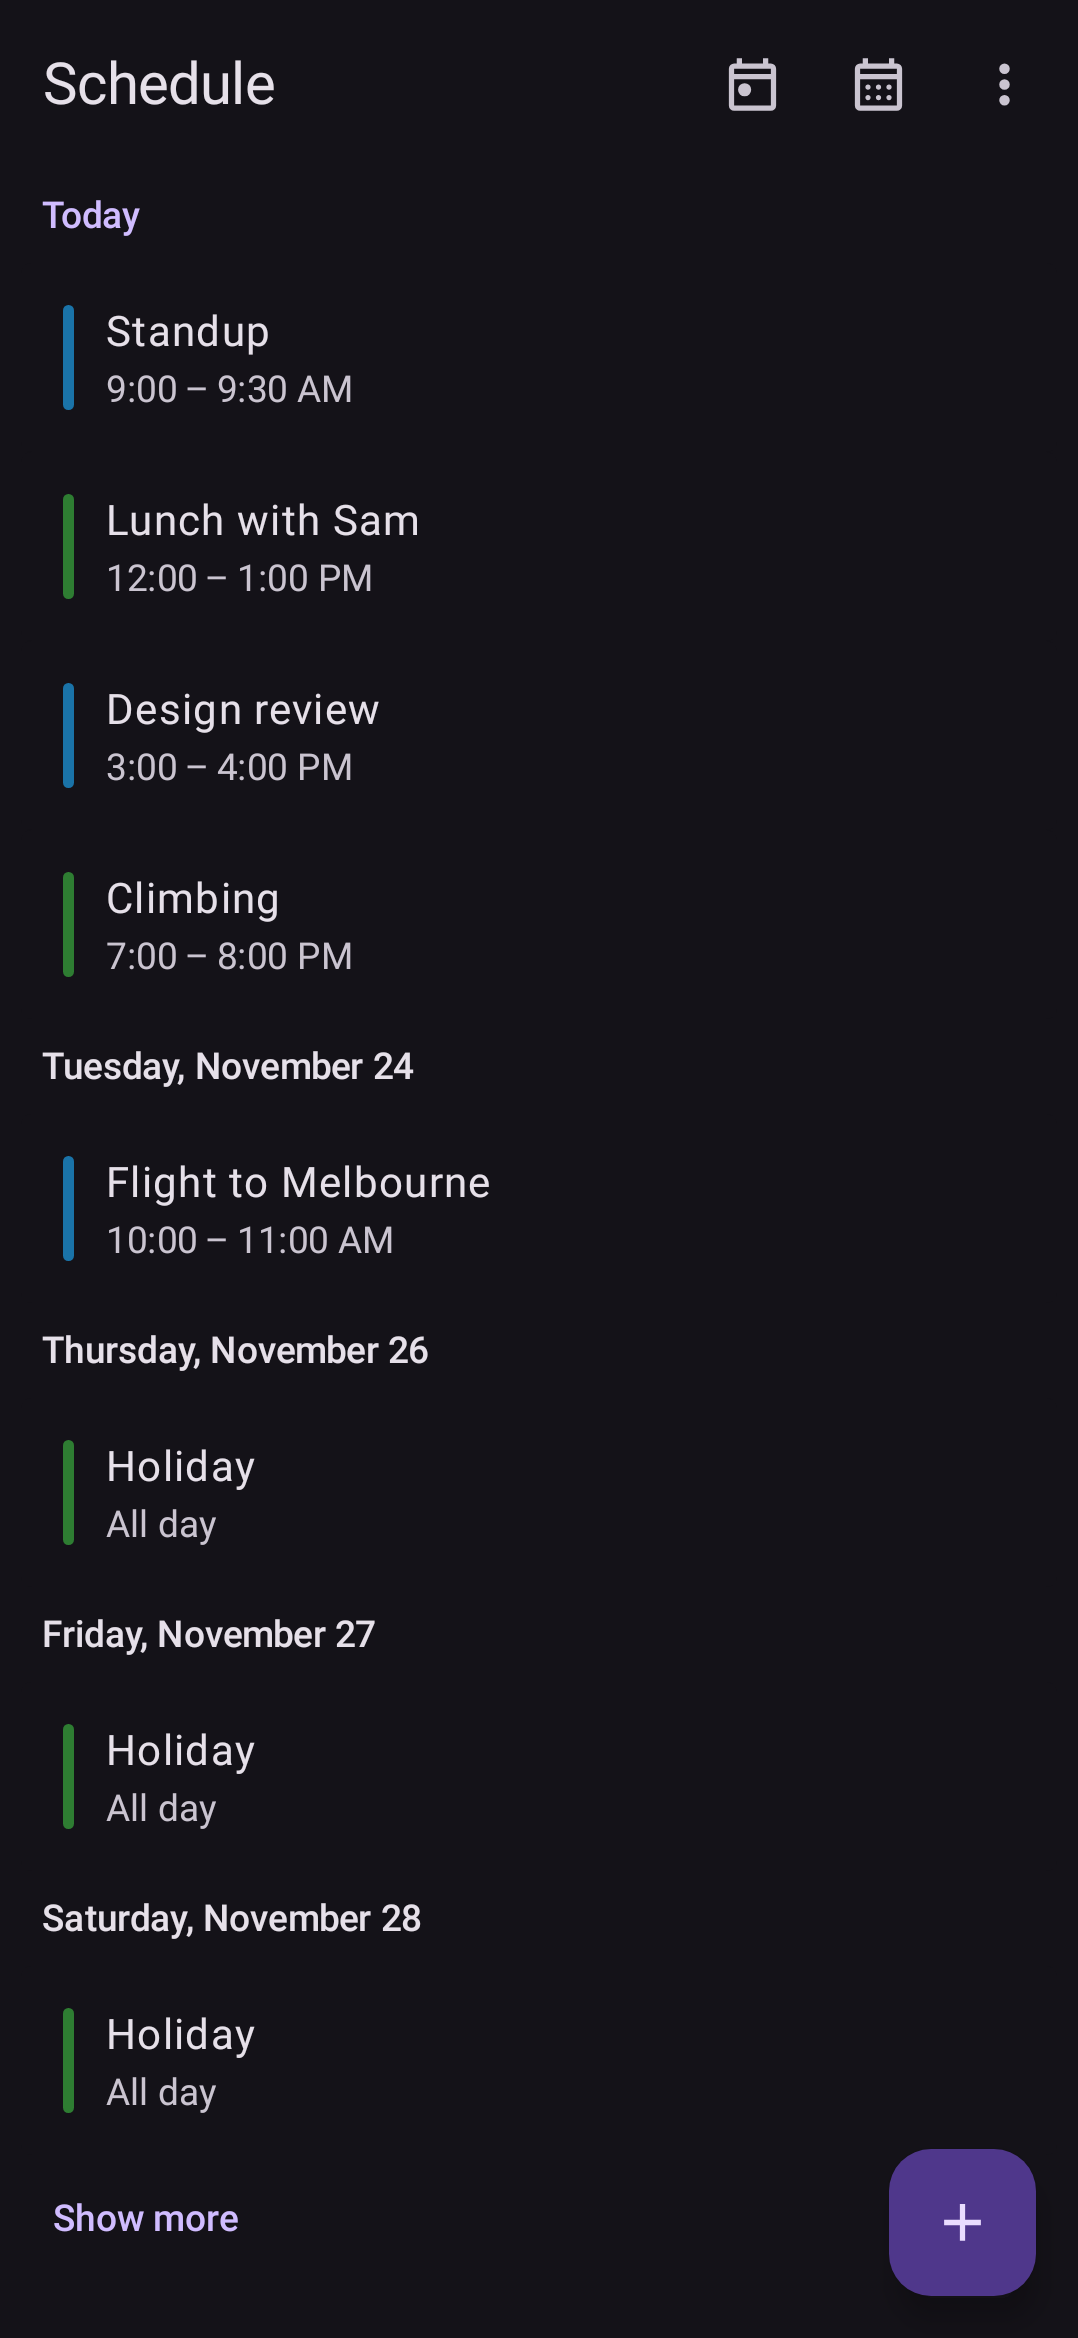 Schedule
Today
Standup
9:00 – 9:30 AM
Lunch with Sam
12:00 – 1:00 PM
Design review
3:00 – 4:00 PM
Climbing
7:00 – 8:00 PM
Tuesday, November 24
Flight to Melbourne
10:00 – 11:00 AM
Thursday, November 26
Holiday
All day
Friday, November 27
Holiday
All day
Saturday, November 28
Holiday
All day
Show more